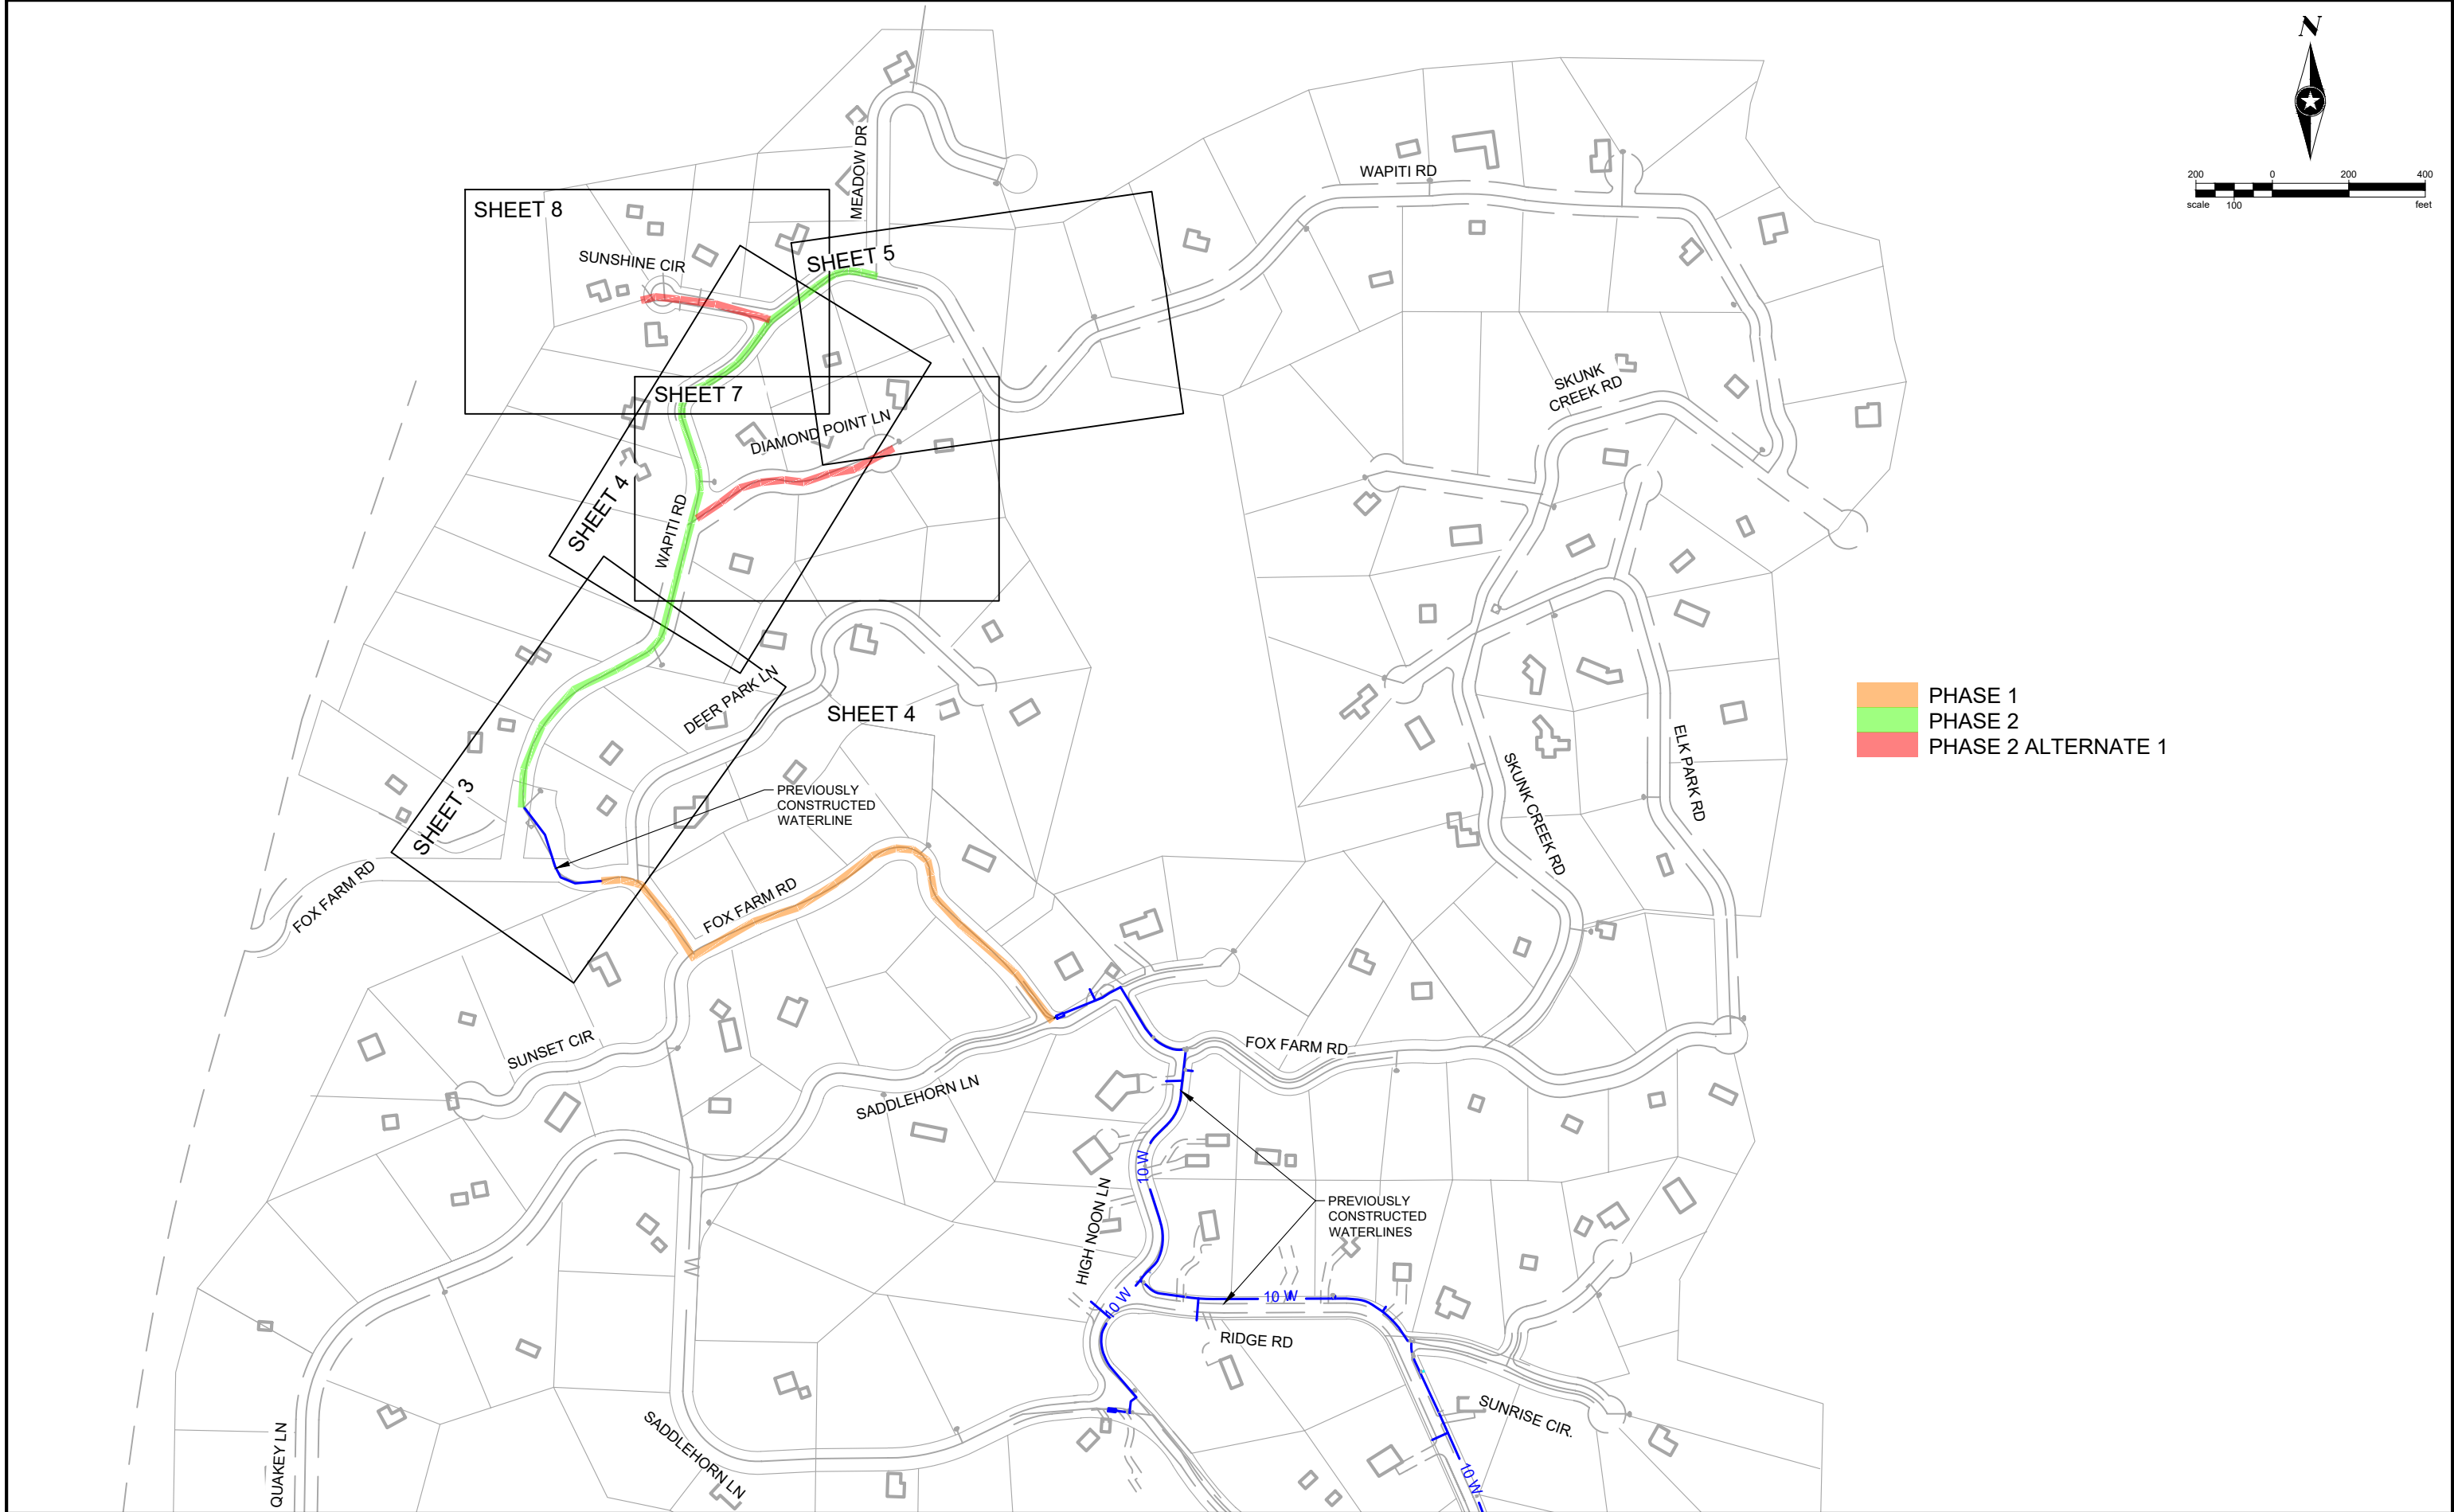 N
200
0
200
400
scale
100
feet
MEADOW DR
WAPITI RD
SHEET 8
SUNSHINE CIR
SHEET 5
SHEET 7
DIAMOND POINT LN
SKUNK
CREEK RD
SHEET 4
WAPITI RD
DEER PARK LN
SHEET 4
PHASE 1
PHASE 2
PHASE 2 ALTERNATE 1
SHEET 3
PREVIOUSLY
CONSTRUCTED
WATERLINE
SKUNK CREEK RD
ELK PARK RD
FOX FARM RD
FOX FARM RD
SUNSET CIR
FOX FARM RD
SADDLEHORN LN
10 W
HIGH NOON LN
PREVIOUSLY
CONSTRUCTED
WATERLINES
W
10 W
10 W
RIDGE RD
SUNRISE CIR.
SADDLEHORN LN
QUAKEY LN
10 W